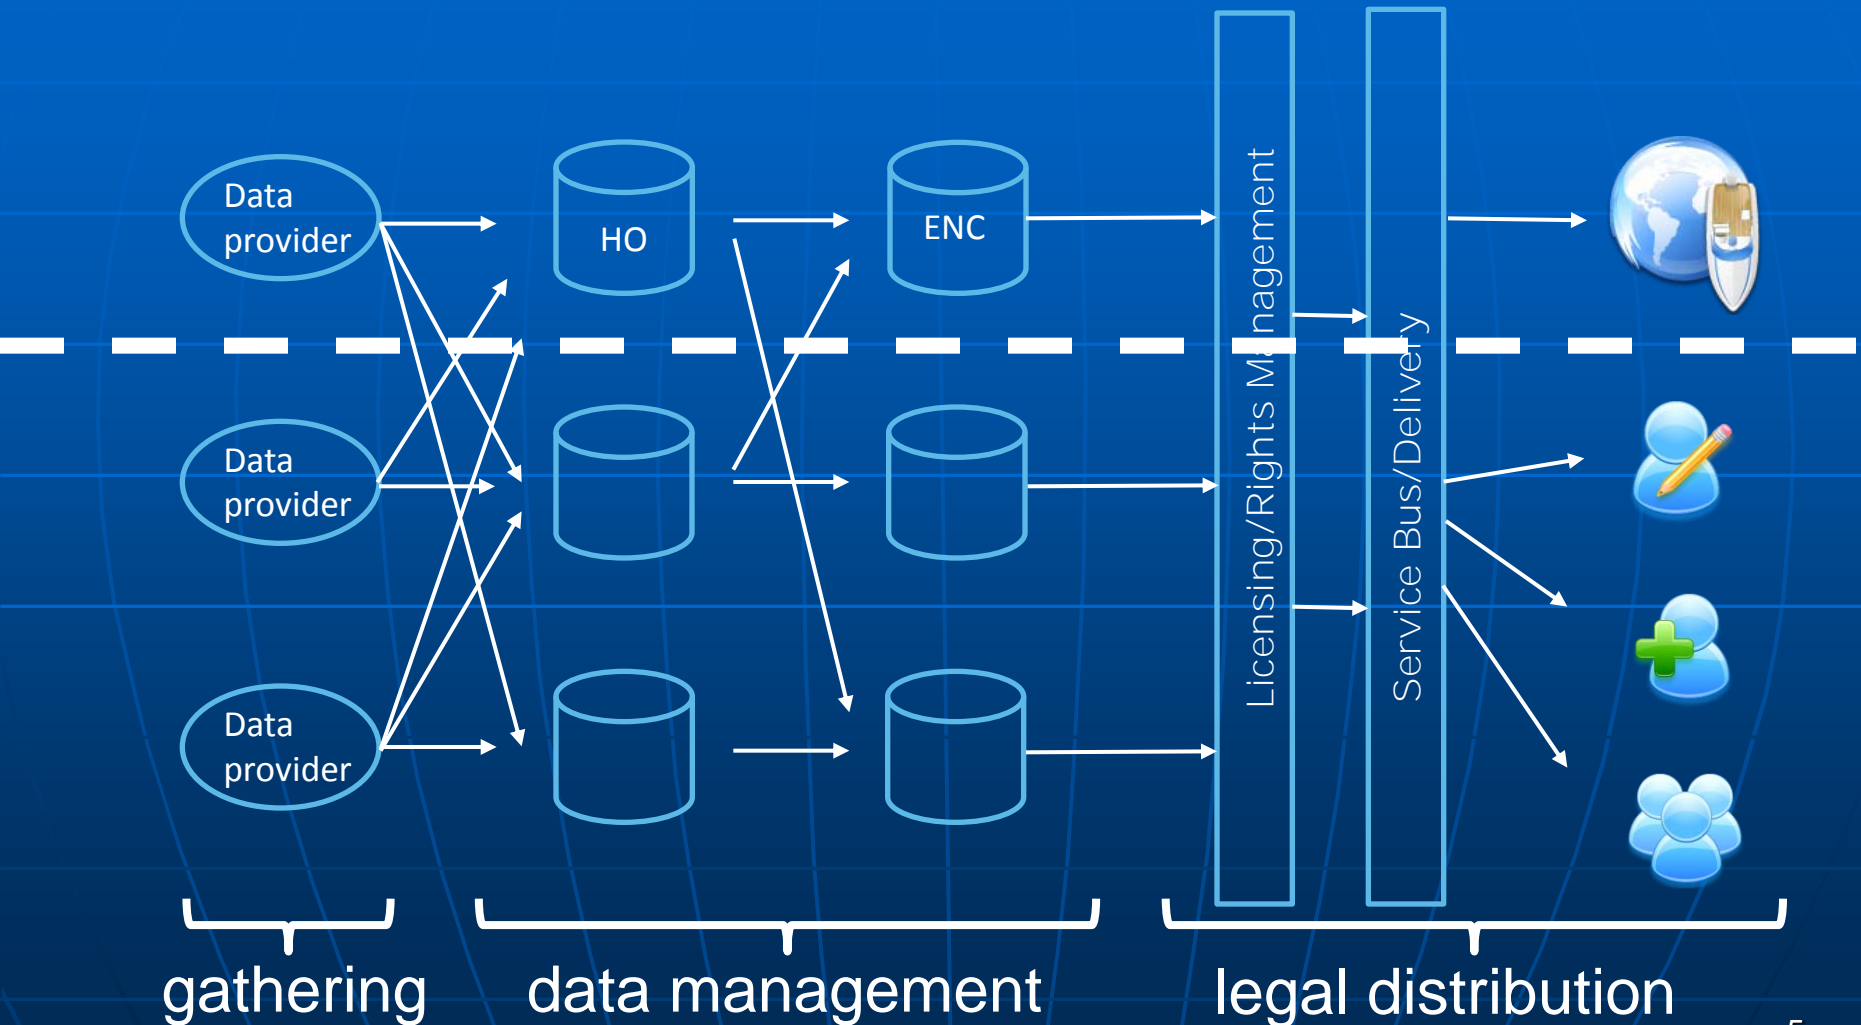 Data
provider
HO
ENC
Data
provider
Data
provider
Licensing/Rights Management
Service Bus/Delivery
gathering
data management
legal distribution
5